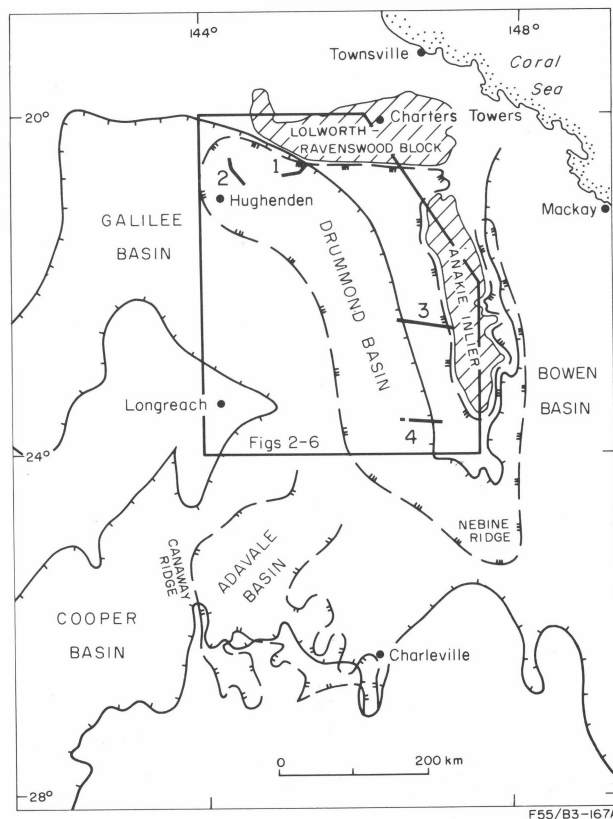 144°
148°
Townsville
Coral
Sea
20°
Charters Towers
LOLWORTH-
RAVENSWOOD BLOCK
1
2
Hughenden
Mackay
GALILEE
BASIN
DRUMMOND BASIN
ANAKIE INLIER
3
BOWEN
BASIN
Longreach
4
Figs 2-6
24°
NEBINE
RIDGE
CANAWAY
RIDGE
ADAVALE
BASIN
COOPER
BASIN
Charleville
0 200 km
28°
F55/B3-167/